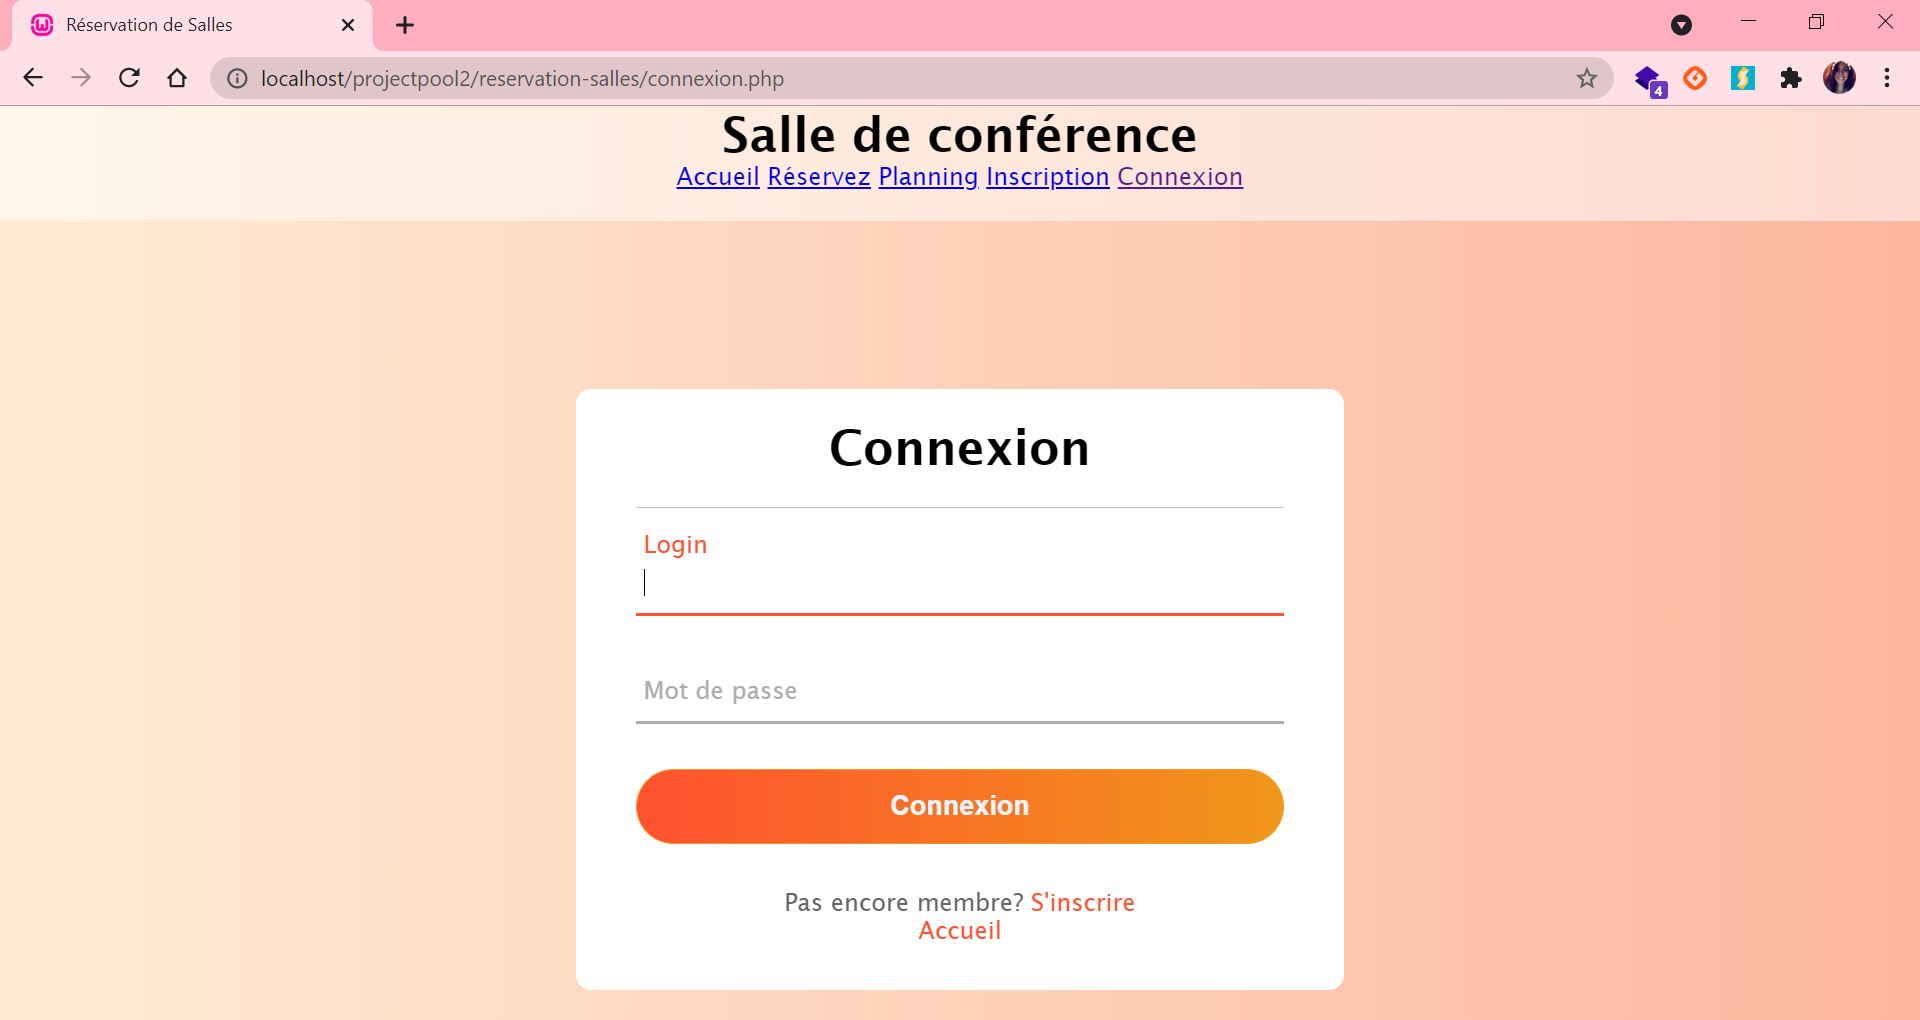 Réservation de Salles
localhost/projectpool2/reservation-salles/connexion.php
4
Salle de conférence
Accueil Réservez Planning Inscription Connexion
Connexion
Login
Mot de passe
Connexion
Pas encore membre? S'inscrire
Accueil